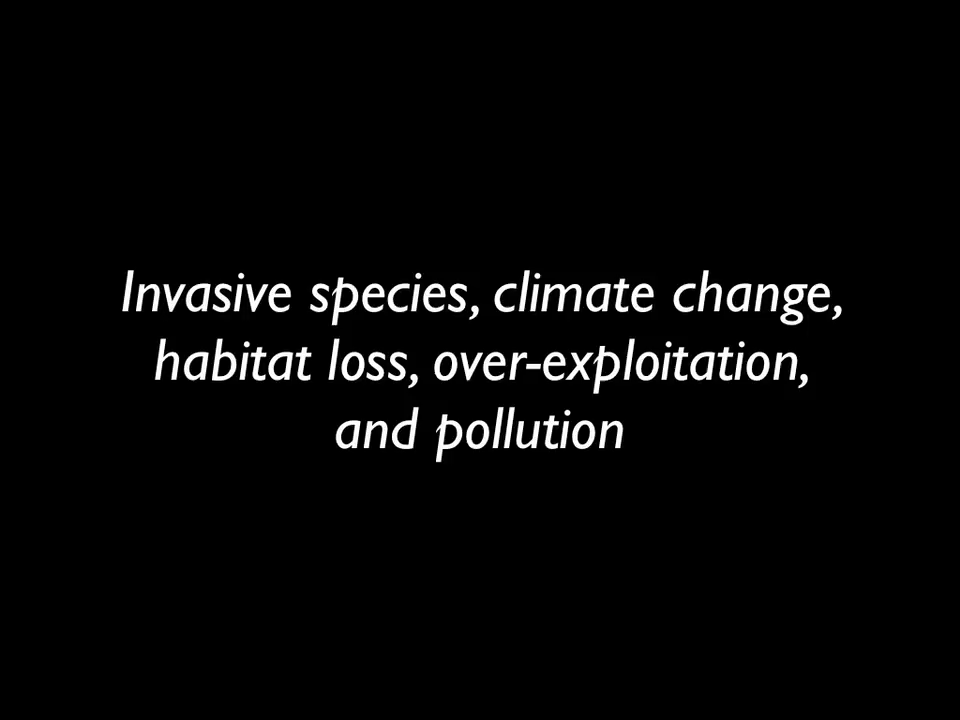 Invasive species, climate change,
habitat loss, over-exploitation,
and pollution